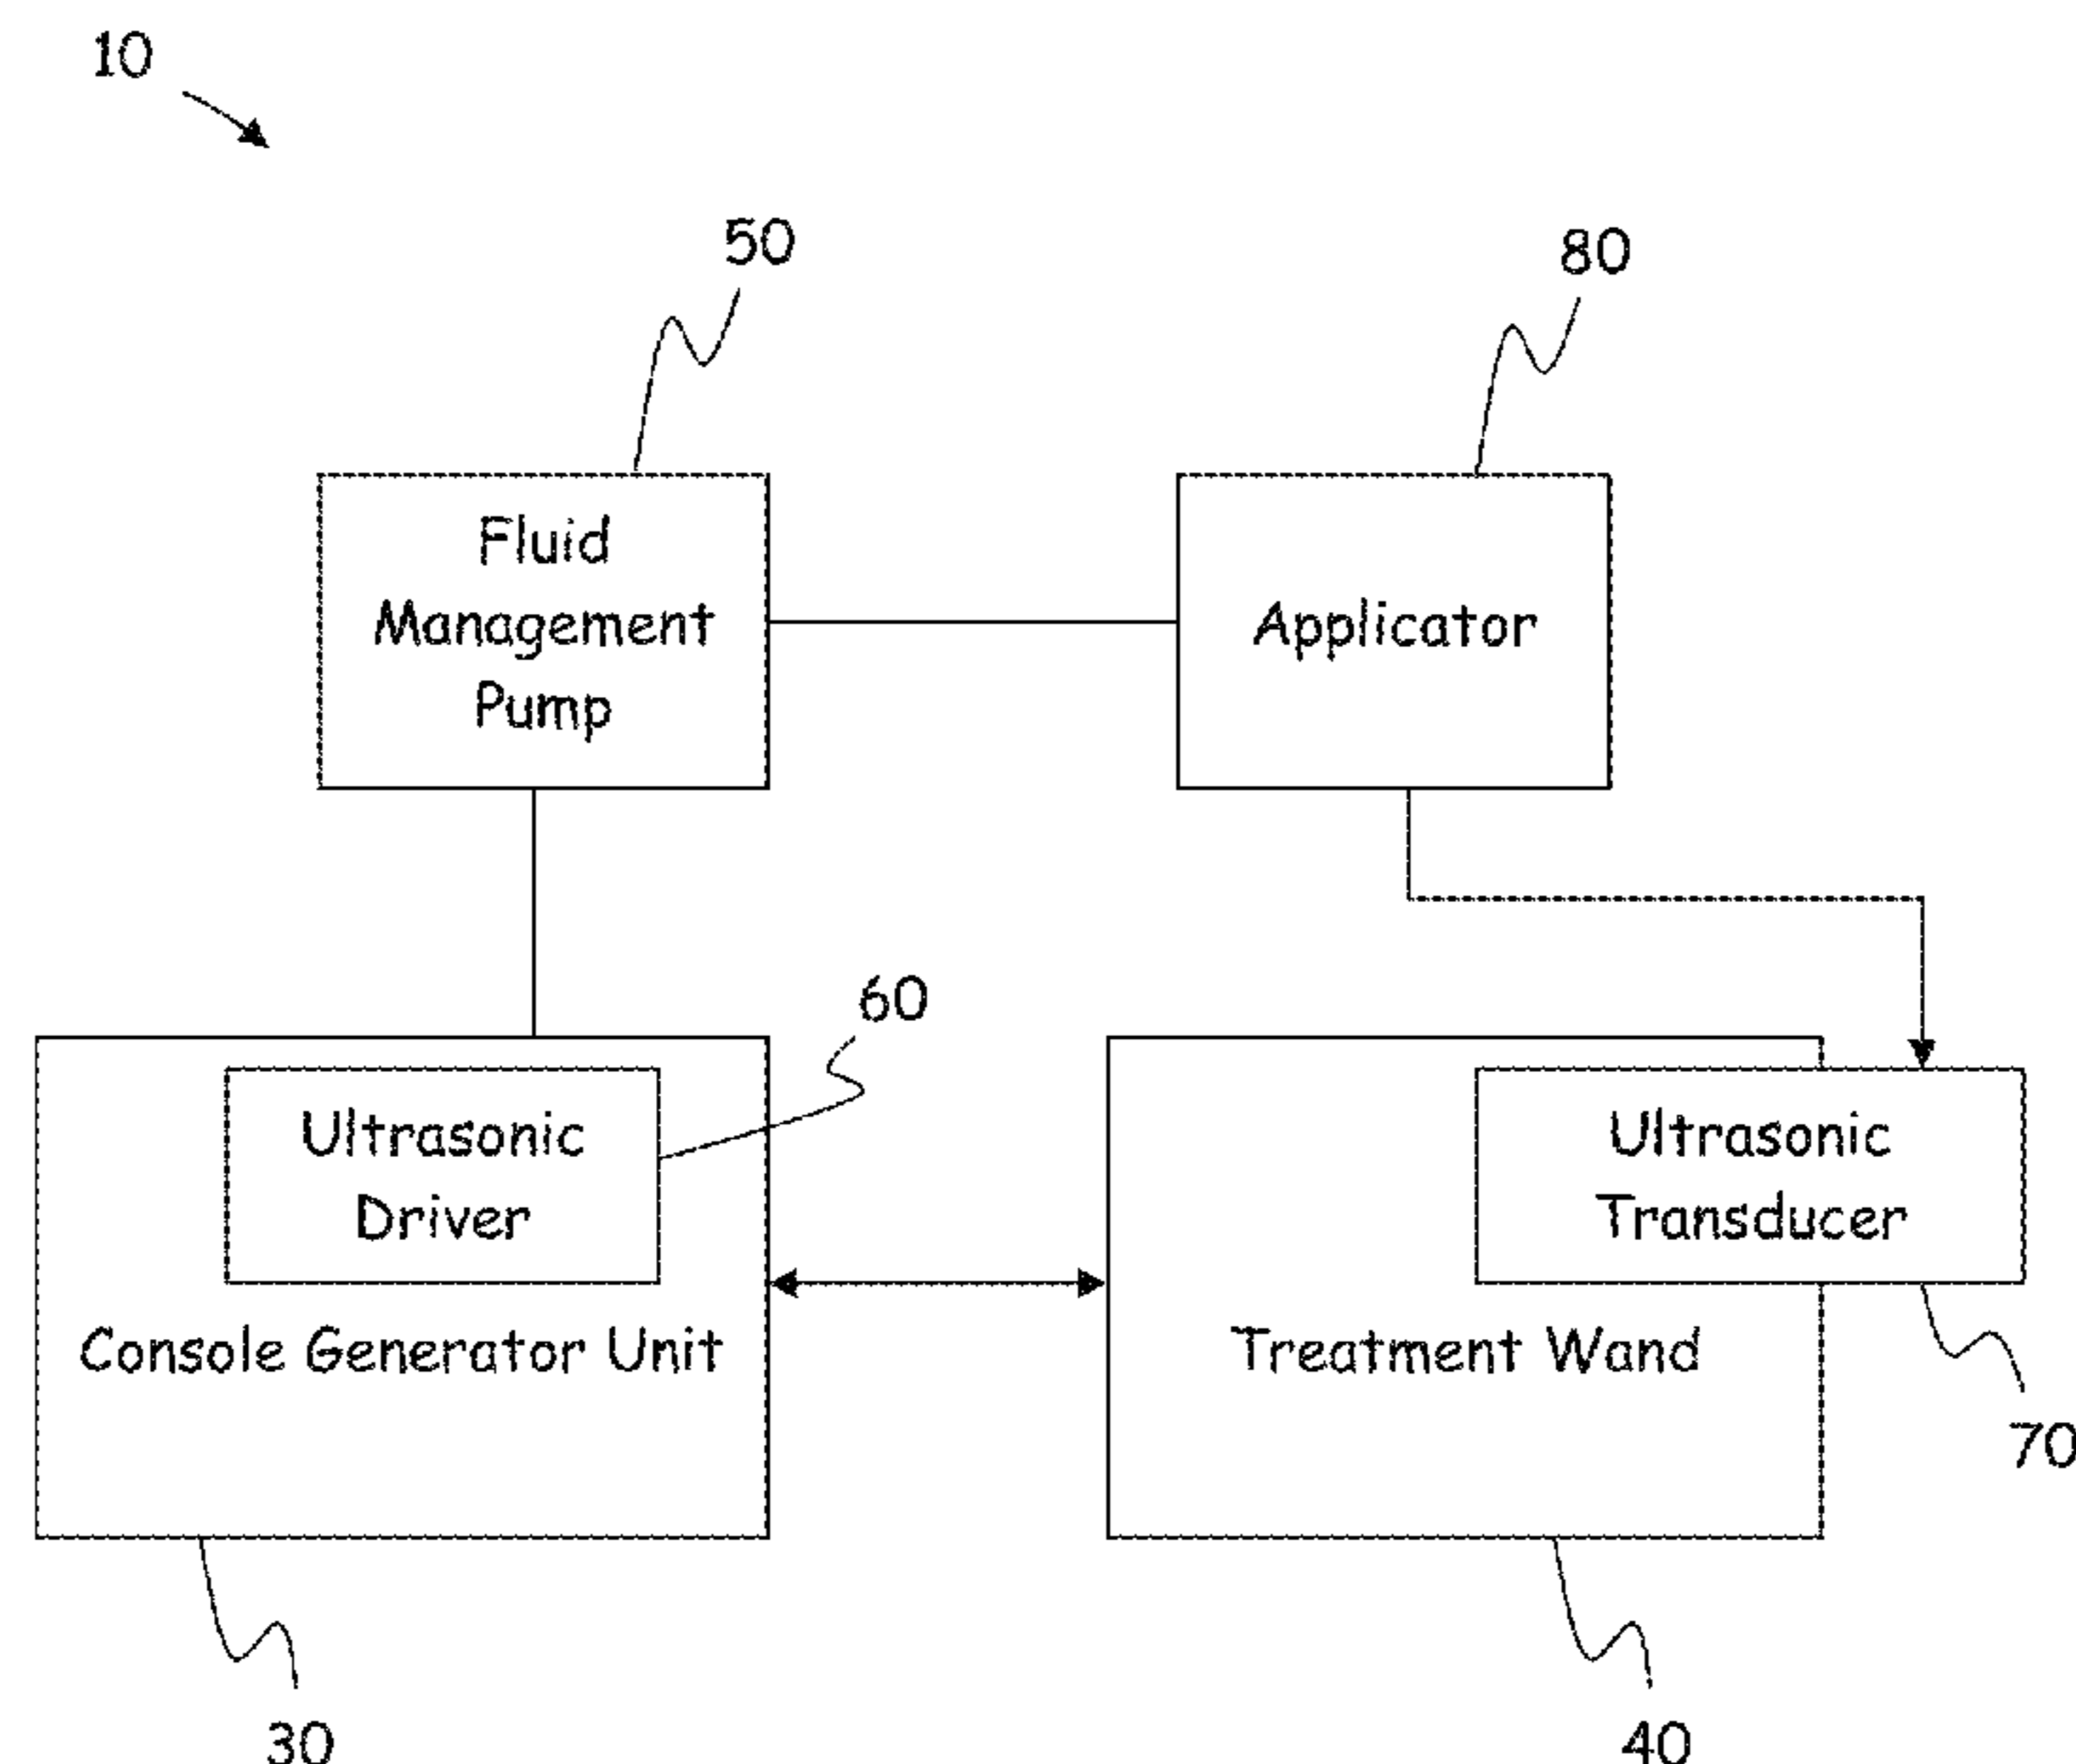 10
50
80
Fluid
Management
Pump
Applicator
60
Ultrasonic
Driver
Console Generator Unit
Ultrasonic
Transducer
Treatment Wand
70
30
40